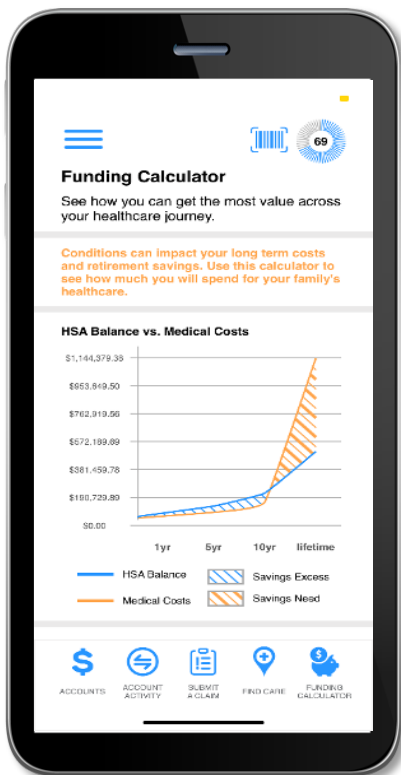 69
Funding Calculator
See how you can get the most value across
your healthcare journey.
Conditions can impact your long term costs
and retirement savings. Use this calculator to
see how much you will spend for your family's
healthcare.
HSA Balance vs. Medical Costs
$1,144,379.38
$953,649.50
$762,919.56
$572,189.69
$381,459.78
$190,729.89
$0.00
1yr 5yr 10yr lifetime
HSA Balance Savings Excess
Medical Costs Savings Need
ACCOUNTS
ACCOUNT
ACTIVITY
SUBMIT
A CLAIM
FIND CARE
FUNDING
CALCULATOR